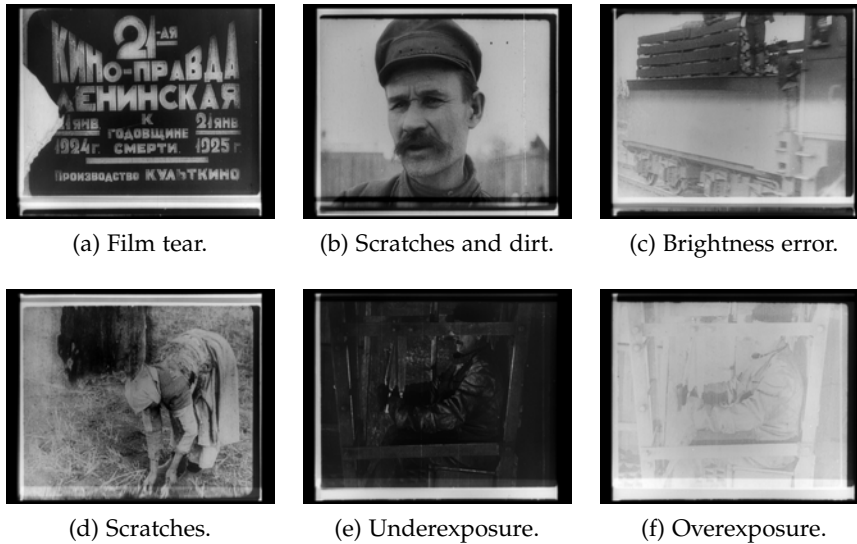 21-АЯ
КИНО-ПРАВДА
ЛЕНИНСКАЯ
21 ЯНВ К 21 ЯНВ
1924 г. ГОДОВЩИНЕ СМЕРТИ. 1925 г.
ПРОИЗВОДСТВО КУЛЬТКИНО
(a) Film tear.
(b) Scratches and dirt.
(c) Brightness error.
(d) Scratches.
(e) Underexposure.
(f) Overexposure.